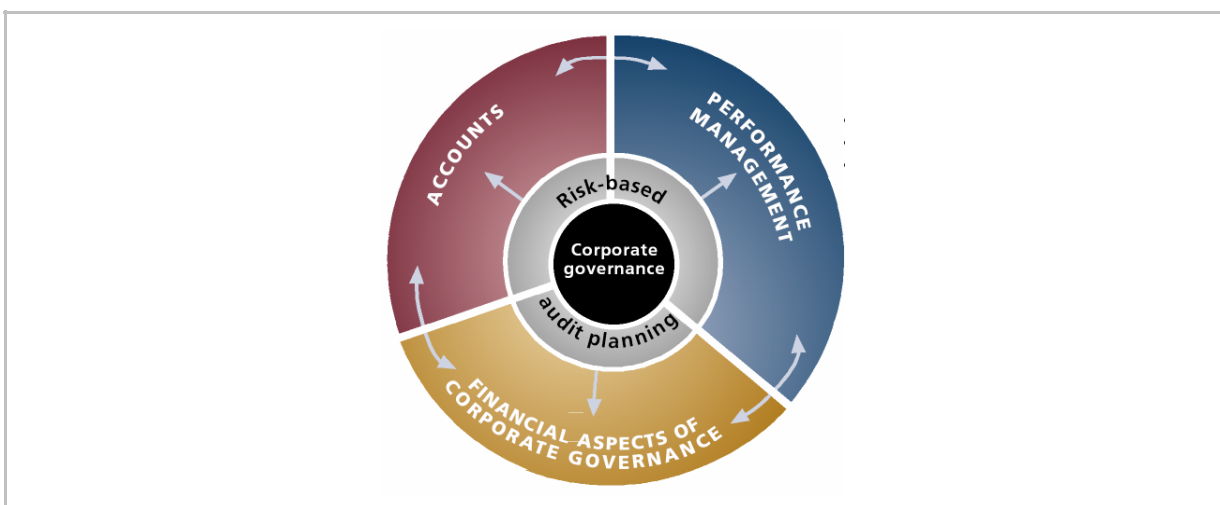 ACCOUNTS
PERFORMANCE
MANAGEMENT
Risk-based
Corporate
governance
audit planning
FINANCIAL ASPECTS OF
CORPORATE GOVERNANCE